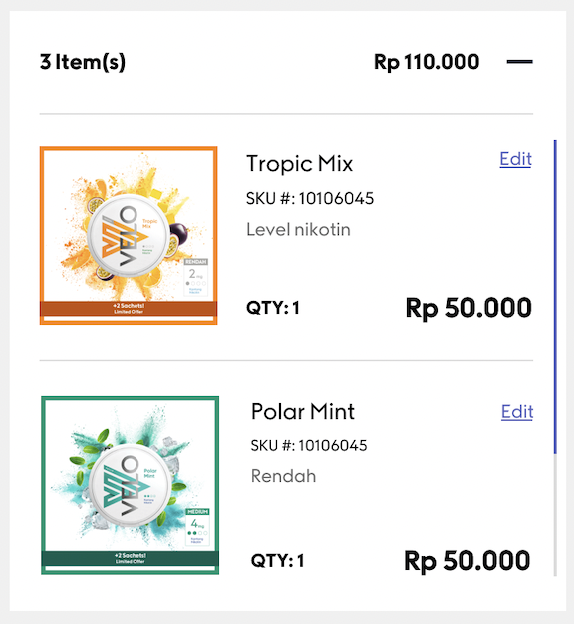 3 Item(s)
Rp 110.000
Tropic Mix
Edit
SKU #: 10106045
Level nikotin
VELO
Tropic
Mix
RENDAH
2 mg
+2 Sachets!
Limited Offer
QTY: 1
Rp 50.000
Polar Mint
Edit
SKU #: 10106045
Rendah
VELO
Polar
Mint
MEDIUM
4 mg
+2 Sachets!
Limited Offer
QTY: 1
Rp 50.000